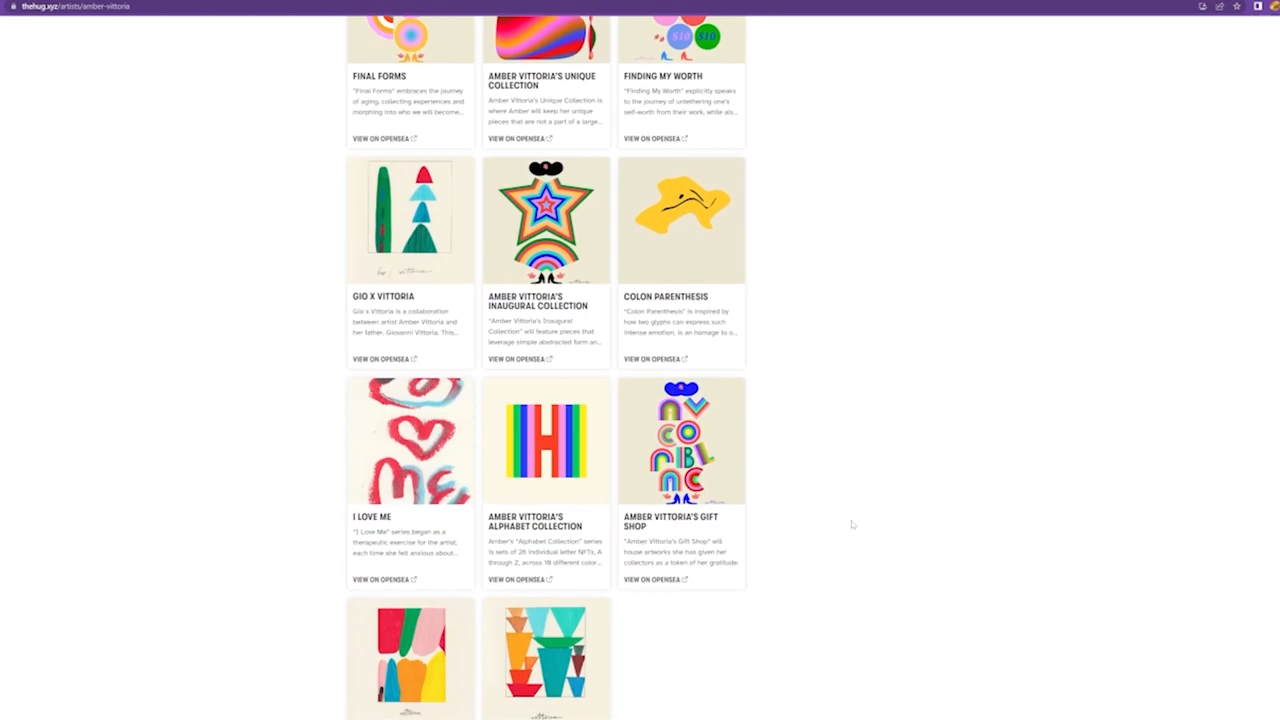 thehug.xyz/artists/amber-vittoria
$10 $10
FINAL FORMS
"Final Forms" embraces the journey
of aging, collecting experiences and
morphing into who we will become...
VIEW ON OPENSEA
AMBER VITTORIA'S UNIQUE
COLLECTION
Amber Vittoria's Unique Collection is
where Amber will keep her unique
pieces that are not a part of a large...
VIEW ON OPENSEA
FINDING MY WORTH
"Finding My Worth" explicitly speaks
to the journey of untethering one's
self-worth from their work, while als...
VIEW ON OPENSEA
GIO X VITTORIA
Gio x Vittoria is a collaboration
between artist Amber Vittoria and
her father, Giovanni Vittoria. This...
VIEW ON OPENSEA
AMBER VITTORIA'S
INAUGURAL COLLECTION
"Amber Vittoria's Inaugural
Collection" will feature pieces that
leverage simple abstracted form an...
VIEW ON OPENSEA
COLON PARENTHESIS
"Colon Parenthesis" is inspired by
how two glyphs can express such
intense emotion, is an homage to o...
VIEW ON OPENSEA
ME
I LOVE ME
"I Love Me" series began as a
therapeutic exercise for the artist,
each time she felt anxious about...
VIEW ON OPENSEA
H
AMBER VITTORIA'S
ALPHABET COLLECTION
Amber's "Alphabet Collection" series
is sets of 26 individual letter NFTs, A
through Z, across 10 different color...
VIEW ON OPENSEA
AMBER VITTORIA'S GIFT
SHOP
"Amber Vittoria's Gift Shop" will
house artworks she has given her
collectors as a token of her gratitude.
VIEW ON OPENSEA